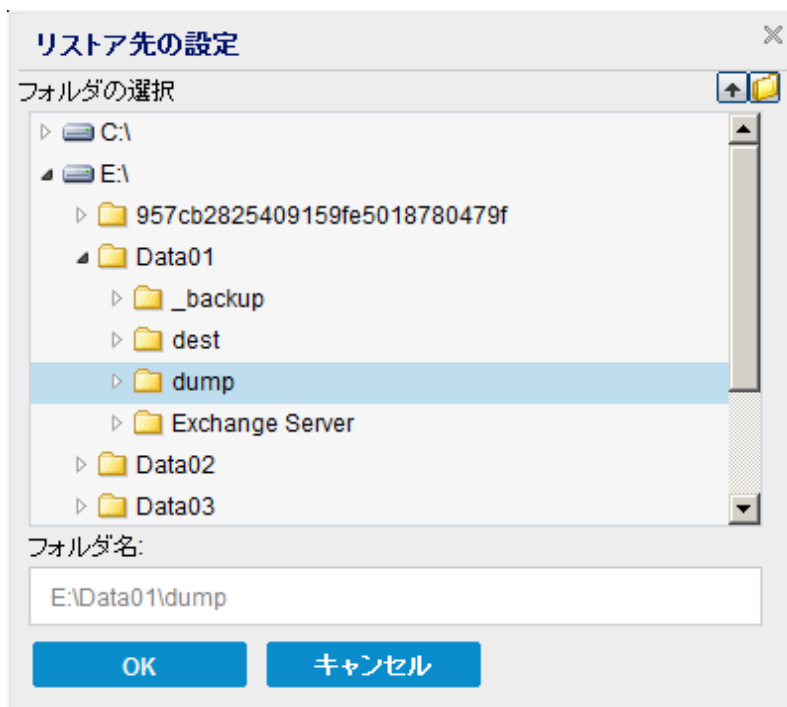 リストア先の設定
フォルダの選択
C:\
E:\
957cb2825409159fe5018780479f
Data01
_backup
dest
dump
Exchange Server
Data02
Data03
フォルダ名:
E:\Data01\dump
OK キャンセル